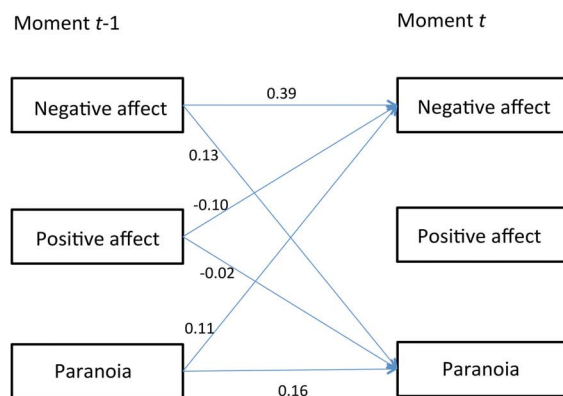 Moment t-1
Moment t
Negative affect
0.39
Negative affect
0.13
-0.10
Positive affect
Positive affect
-0.02
0.11
Paranoia
Paranoia
0.16